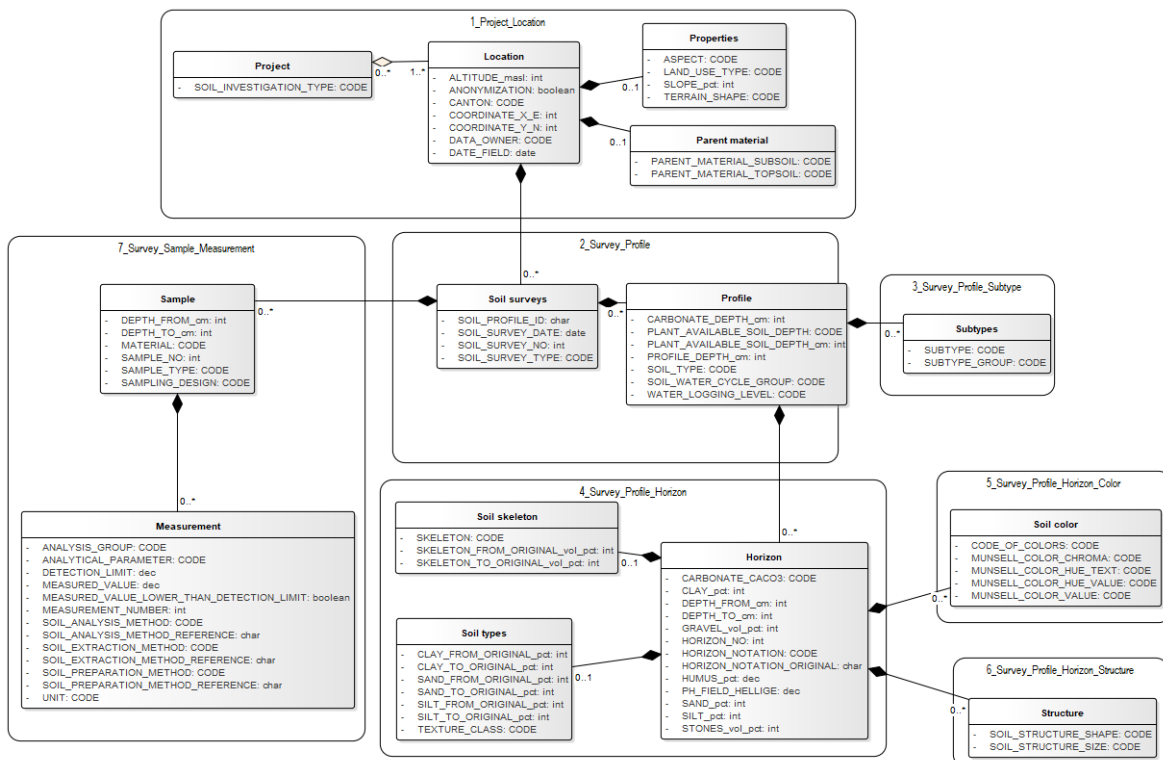 1_Project_Location
Project
- SOIL_INVESTIGATION_TYPE: CODE
0..*
1..*
Location
- ALTITUDE_masl: int
- ANONYMIZATION: boolean
- CANTON: CODE
- COORDINATE_X_E: int
- COORDINATE_Y_N: int
- DATA_OWNER: CODE
- DATE_FIELD: date
Properties
- ASPECT: CODE
- LAND_USE_TYPE: CODE
- SLOPE_pct: int
- TERRAIN_SHAPE: CODE
0..1
Parent material
- PARENT_MATERIAL_SUBSOIL: CODE
- PARENT_MATERIAL_TOPSOIL: CODE
0..1
7_Survey_Sample_Measurement
Sample
- DEPTH_FROM_cm: int
- DEPTH_TO_cm: int
- MATERIAL: CODE
- SAMPLE_NO: int
- SAMPLE_TYPE: CODE
- SAMPLING_DESIGN: CODE
0..*
0..*
Measurement
- ANALYSIS_GROUP: CODE
- ANALYTICAL_PARAMETER: CODE
- DETECTION_LIMIT: dec
- MEASURED_VALUE: dec
- MEASURED_VALUE_LOWER_THAN_DETECTION_LIMIT: boolean
- MEASUREMENT_NUMBER: int
- SOIL_ANALYSIS_METHOD: CODE
- SOIL_ANALYSIS_METHOD_REFERENCE: char
- SOIL_EXTRACTION_METHOD: CODE
- SOIL_EXTRACTION_METHOD_REFERENCE: char
- SOIL_PREPARATION_METHOD: CODE
- SOIL_PREPARATION_METHOD_REFERENCE: char
- UNIT: CODE
2_Survey_Profile
0..*
Soil surveys
- SOIL_PROFILE_ID: char
- SOIL_SURVEY_DATE: date
- SOIL_SURVEY_NO: int
- SOIL_SURVEY_TYPE: CODE
0..*
Profile
- CARBONATE_DEPTH_cm: int
- PLANT_AVAILABLE_SOIL_DEPTH: CODE
- PLANT_AVAILABLE_SOIL_DEPTH_cm: int
- PROFILE_DEPTH_cm: int
- SOIL_TYPE: CODE
- SOIL_WATER_CYCLE_GROUP: CODE
- WATER_LOGGING_LEVEL: CODE
3_Survey_Profile_Subtype
Subtypes
- SUBTYPE: CODE
- SUBTYPE_GROUP: CODE
0..*
4_Survey_Profile_Horizon
Soil skeleton
- SKELETON: CODE
- SKELETON_FROM_ORIGINAL_vol_pct: int
- SKELETON_TO_ORIGINAL_vol_pct: int
0..1
Soil types
- CLAY_FROM_ORIGINAL_pct: int
- CLAY_TO_ORIGINAL_pct: int
- SAND_FROM_ORIGINAL_pct: int
- SAND_TO_ORIGINAL_pct: int
- SILT_FROM_ORIGINAL_pct: int
- SILT_TO_ORIGINAL_pct: int
- TEXTURE_CLASS: CODE
0..1
0..*
Horizon
- CARBONATE_CACO3: CODE
- CLAY_pct: int
- DEPTH_FROM_cm: int
- DEPTH_TO_cm: int
- GRAVEL_vol_pct: int
- HORIZON_NO: int
- HORIZON_NOTATION: CODE
- HORIZON_NOTATION_ORIGINAL: char
- HUMUS_pct: dec
- PH_FIELD_HELLIGE: dec
- SAND_pct: int
- SILT_pct: int
- STONES_vol_pct: int
5_Survey_Profile_Horizon_Color
Soil color
- CODE_OF_COLORS: CODE
- MUNSELL_COLOR_CHROMA: CODE
- MUNSELL_COLOR_HUE_TEXT: CODE
- MUNSELL_COLOR_HUE_VALUE: CODE
- MUNSELL_COLOR_VALUE: CODE
0..*
6_Survey_Profile_Horizon_Structure
Structure
- SOIL_STRUCTURE_SHAPE: CODE
- SOIL_STRUCTURE_SIZE: CODE
0..*